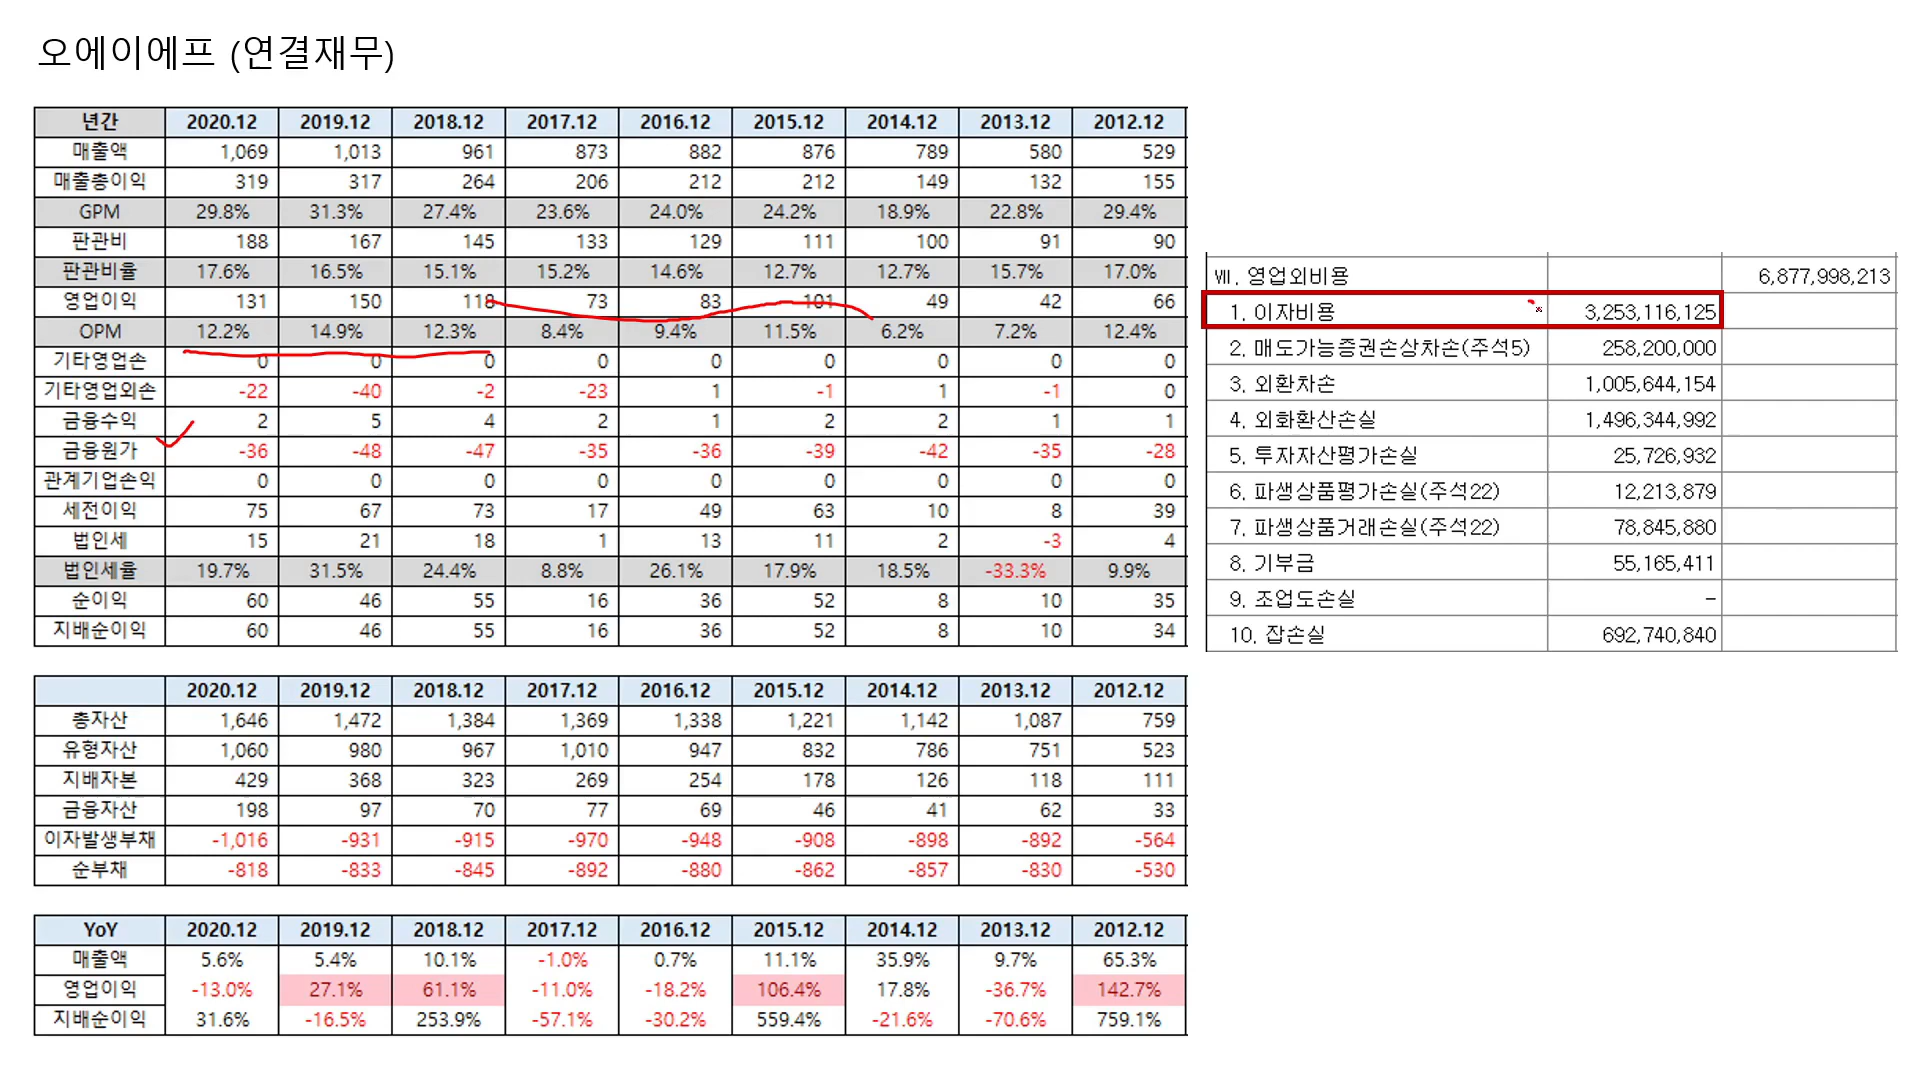 오에이에프 (연결재무)
년간 2020.12 2019.12 2018.12 2017.12 2016.12 2015.12 2014.12 2013.12 2012.12
매출액 1,069 1,013 961 873 882 876 789 580 529
매출총이익 319 317 264 206 212 212 149 132 155
GPM 29.8% 31.3% 27.4% 23.6% 24.0% 24.2% 18.9% 22.8% 29.4%
판관비 188 167 145 133 129 111 100 91 90
판관비율 17.6% 16.5% 15.1% 15.2% 14.6% 12.7% 12.7% 15.7% 17.0%
영업이익 131 150 118 73 83 101 49 42 66
OPM 12.2% 14.9% 12.3% 8.4% 9.4% 11.5% 6.2% 7.2% 12.4%
기타영업손 0 0 0 0 0 0 0 0 0
기타영업외손 -22 -40 -2 -23 1 -1 1 -1 0
금융수익 2 5 4 2 1 2 2 1 1
금융원가 -36 -48 -47 -35 -36 -39 -42 -35 -28
관계기업손익 0 0 0 0 0 0 0 0 0
세전이익 75 67 73 17 49 63 10 8 39
법인세 15 21 18 1 13 11 2 -3 4
법인세율 19.7% 31.5% 24.4% 8.8% 26.1% 17.9% 18.5% -33.3% 9.9%
순이익 60 46 55 16 36 52 8 10 35
지배순이익 60 46 55 16 36 52 8 10 34
2020.12 2019.12 2018.12 2017.12 2016.12 2015.12 2014.12 2013.12 2012.12
총자산 1,646 1,472 1,384 1,369 1,338 1,221 1,142 1,087 759
유형자산 1,060 980 967 1,010 947 832 786 751 523
지배자본 429 368 323 269 254 178 126 118 111
금융자산 198 97 70 77 69 46 41 62 33
이자발생부채 -1,016 -931 -915 -970 -948 -908 -898 -892 -564
순부채 -818 -833 -845 -892 -880 -862 -857 -830 -530
YoY 2020.12 2019.12 2018.12 2017.12 2016.12 2015.12 2014.12 2013.12 2012.12
매출액 5.6% 5.4% 10.1% -1.0% 0.7% 11.1% 35.9% 9.7% 65.3%
영업이익 -13.0% 27.1% 61.1% -11.0% -18.2% 106.4% 17.8% -36.7% 142.7%
지배순이익 31.6% -16.5% 253.9% -57.1% -30.2% 559.4% -21.6% -70.6% 759.1%
Ⅶ. 영업외비용 6,877,998,213
1. 이자비용 3,253,116,125
2. 매도가능증권손상차손(주석5) 258,200,000
3. 외환차손 1,005,644,154
4. 외화환산손실 1,496,344,992
5. 투자자산평가손실 25,726,932
6. 파생상품평가손실(주석22) 12,213,879
7. 파생상품거래손실(주석22) 78,845,880
8. 기부금 55,165,411
9. 조업도손실 -
10. 잡손실 692,740,840